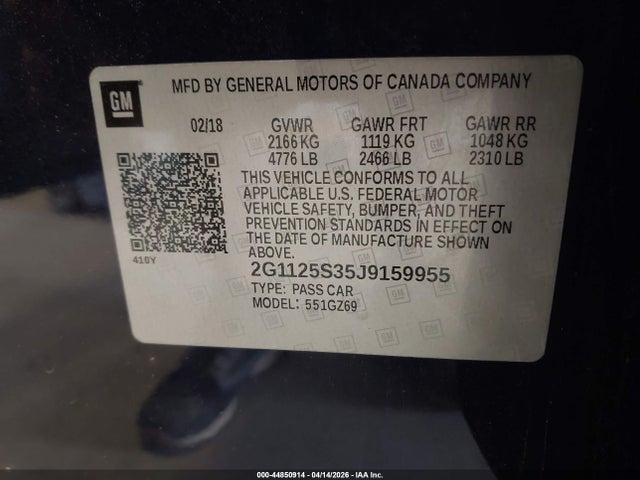 GM
MFD BY GENERAL MOTORS OF CANADA COMPANY
02/18 GVWR GAWR FRT GAWR RR
2166 KG 1119 KG 1048 KG
4776 LB 2466 LB 2310 LB
THIS VEHICLE CONFORMS TO ALL
APPLICABLE U.S. FEDERAL MOTOR
VEHICLE SAFETY, BUMPER, AND THEFT
PREVENTION STANDARDS IN EFFECT ON
THE DATE OF MANUFACTURE SHOWN
ABOVE.
410Y
2G1125S35J9159955
TYPE: PASS CAR
MODEL: 551GZ69
000-44850914 - 04/14/2026 - IAA Inc.